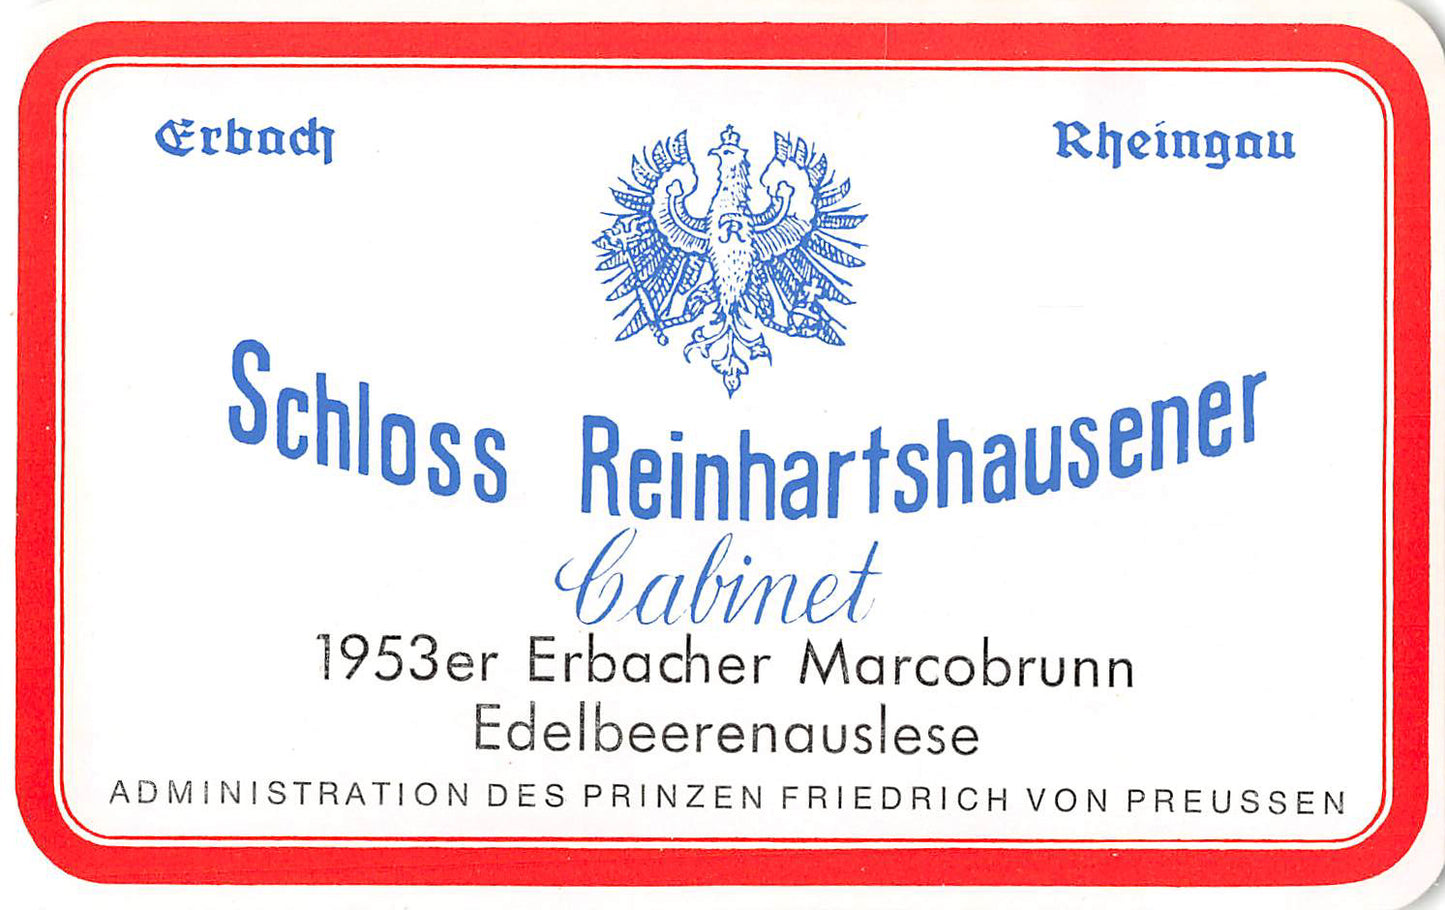 Erbach
Rheingau
R
Schloss Reinhartshausener
Cabinet
1953er Erbacher Marcobrunn
Edelbeerenauslese
ADMINISTRATION DES PRINZEN FRIEDRICH VON PREUSSEN